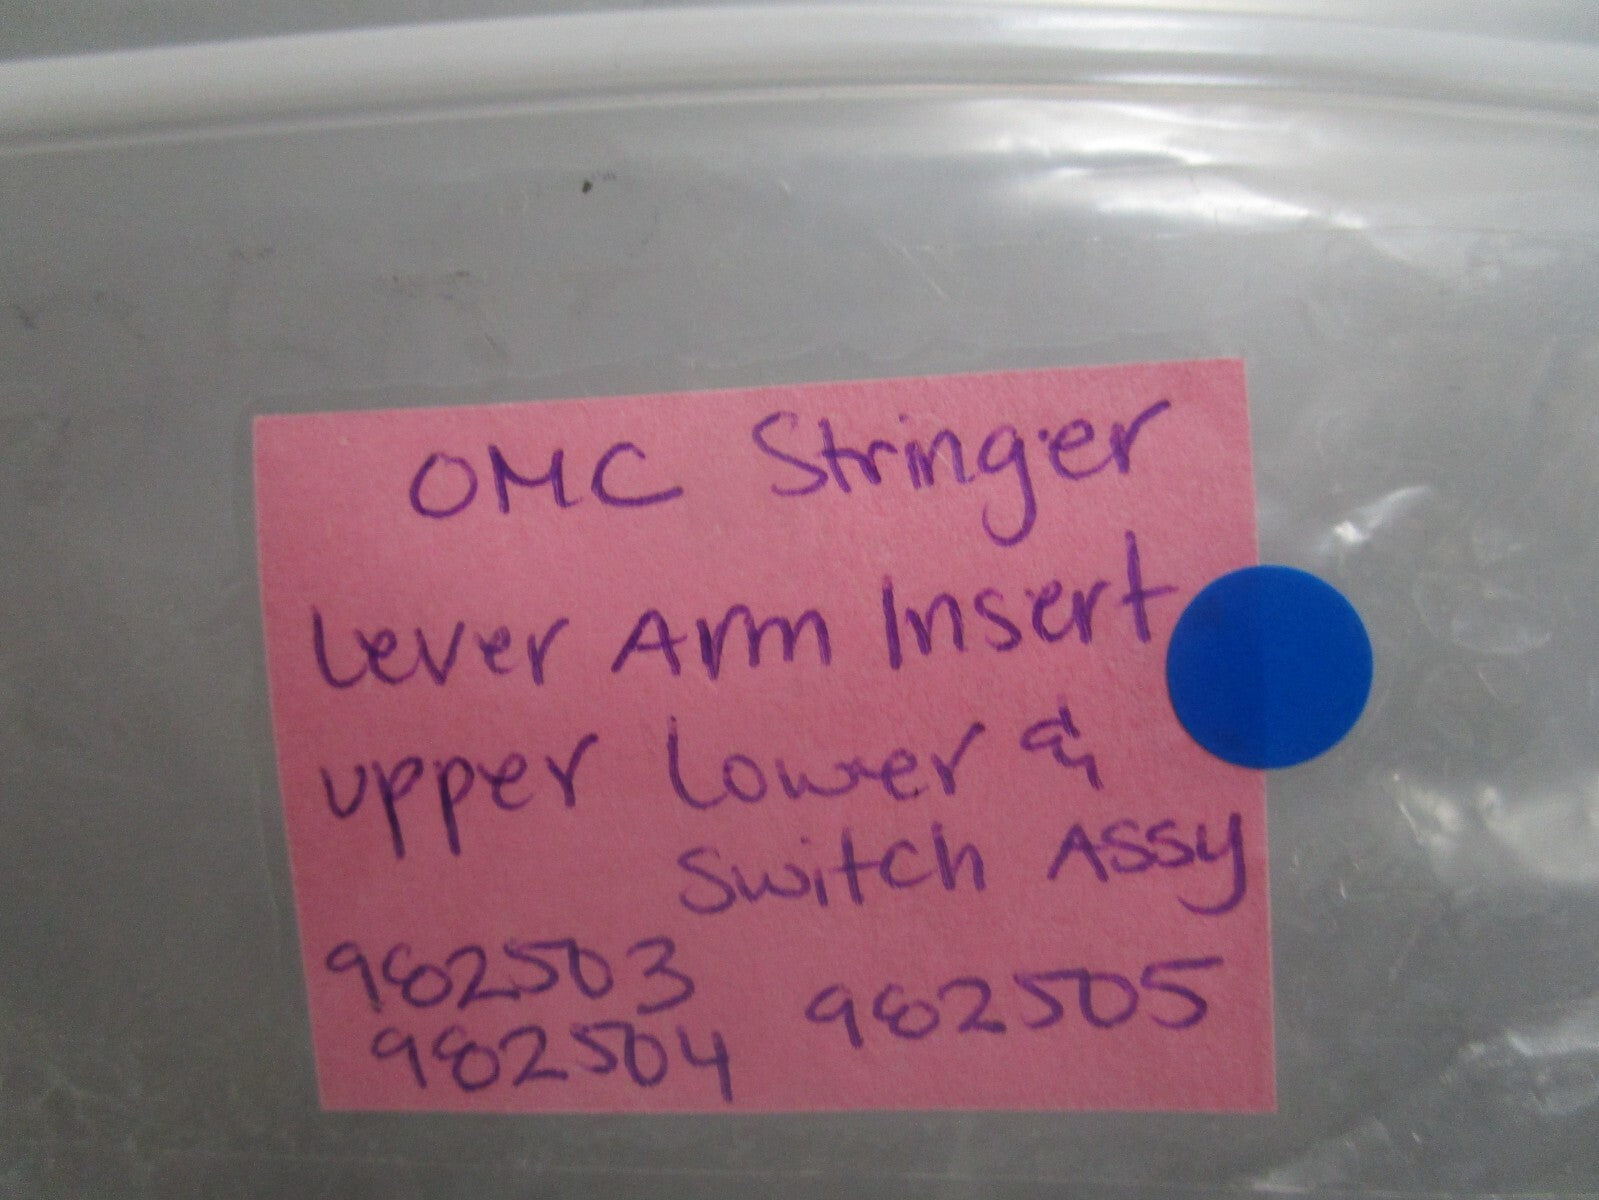 OMC Stringer
Lever Arm Insert
upper Lower &
Switch Assy
982503
982504 982505